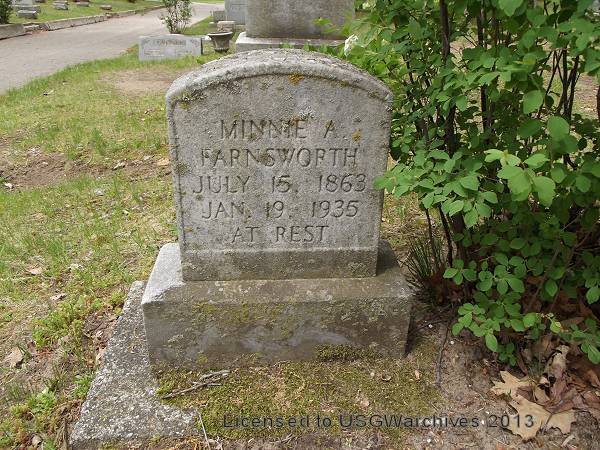 MINNIE A.
FARNSWORTH
JULY 15. 1863
JAN. 19. 1935
AT REST
Licensed to USGWarchives 2013